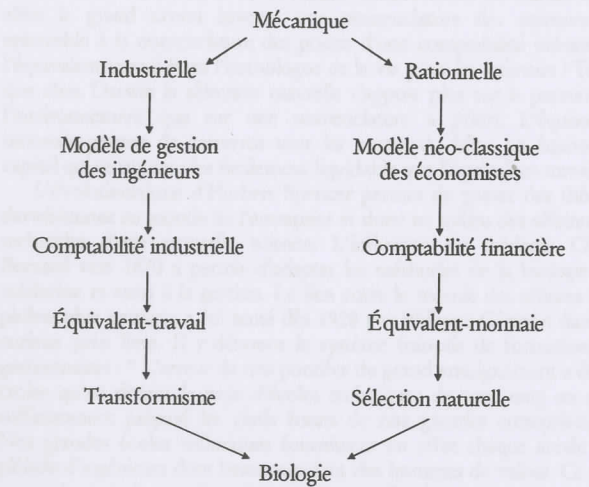 Mécanique
Industrielle Rationnelle
Modèle de gestion Modèle néo-classique
des ingénieurs des économistes
Comptabilité industrielle Comptabilité financière
Équivalent-travail Équivalent-monnaie
Transformisme Sélection naturelle
Biologie